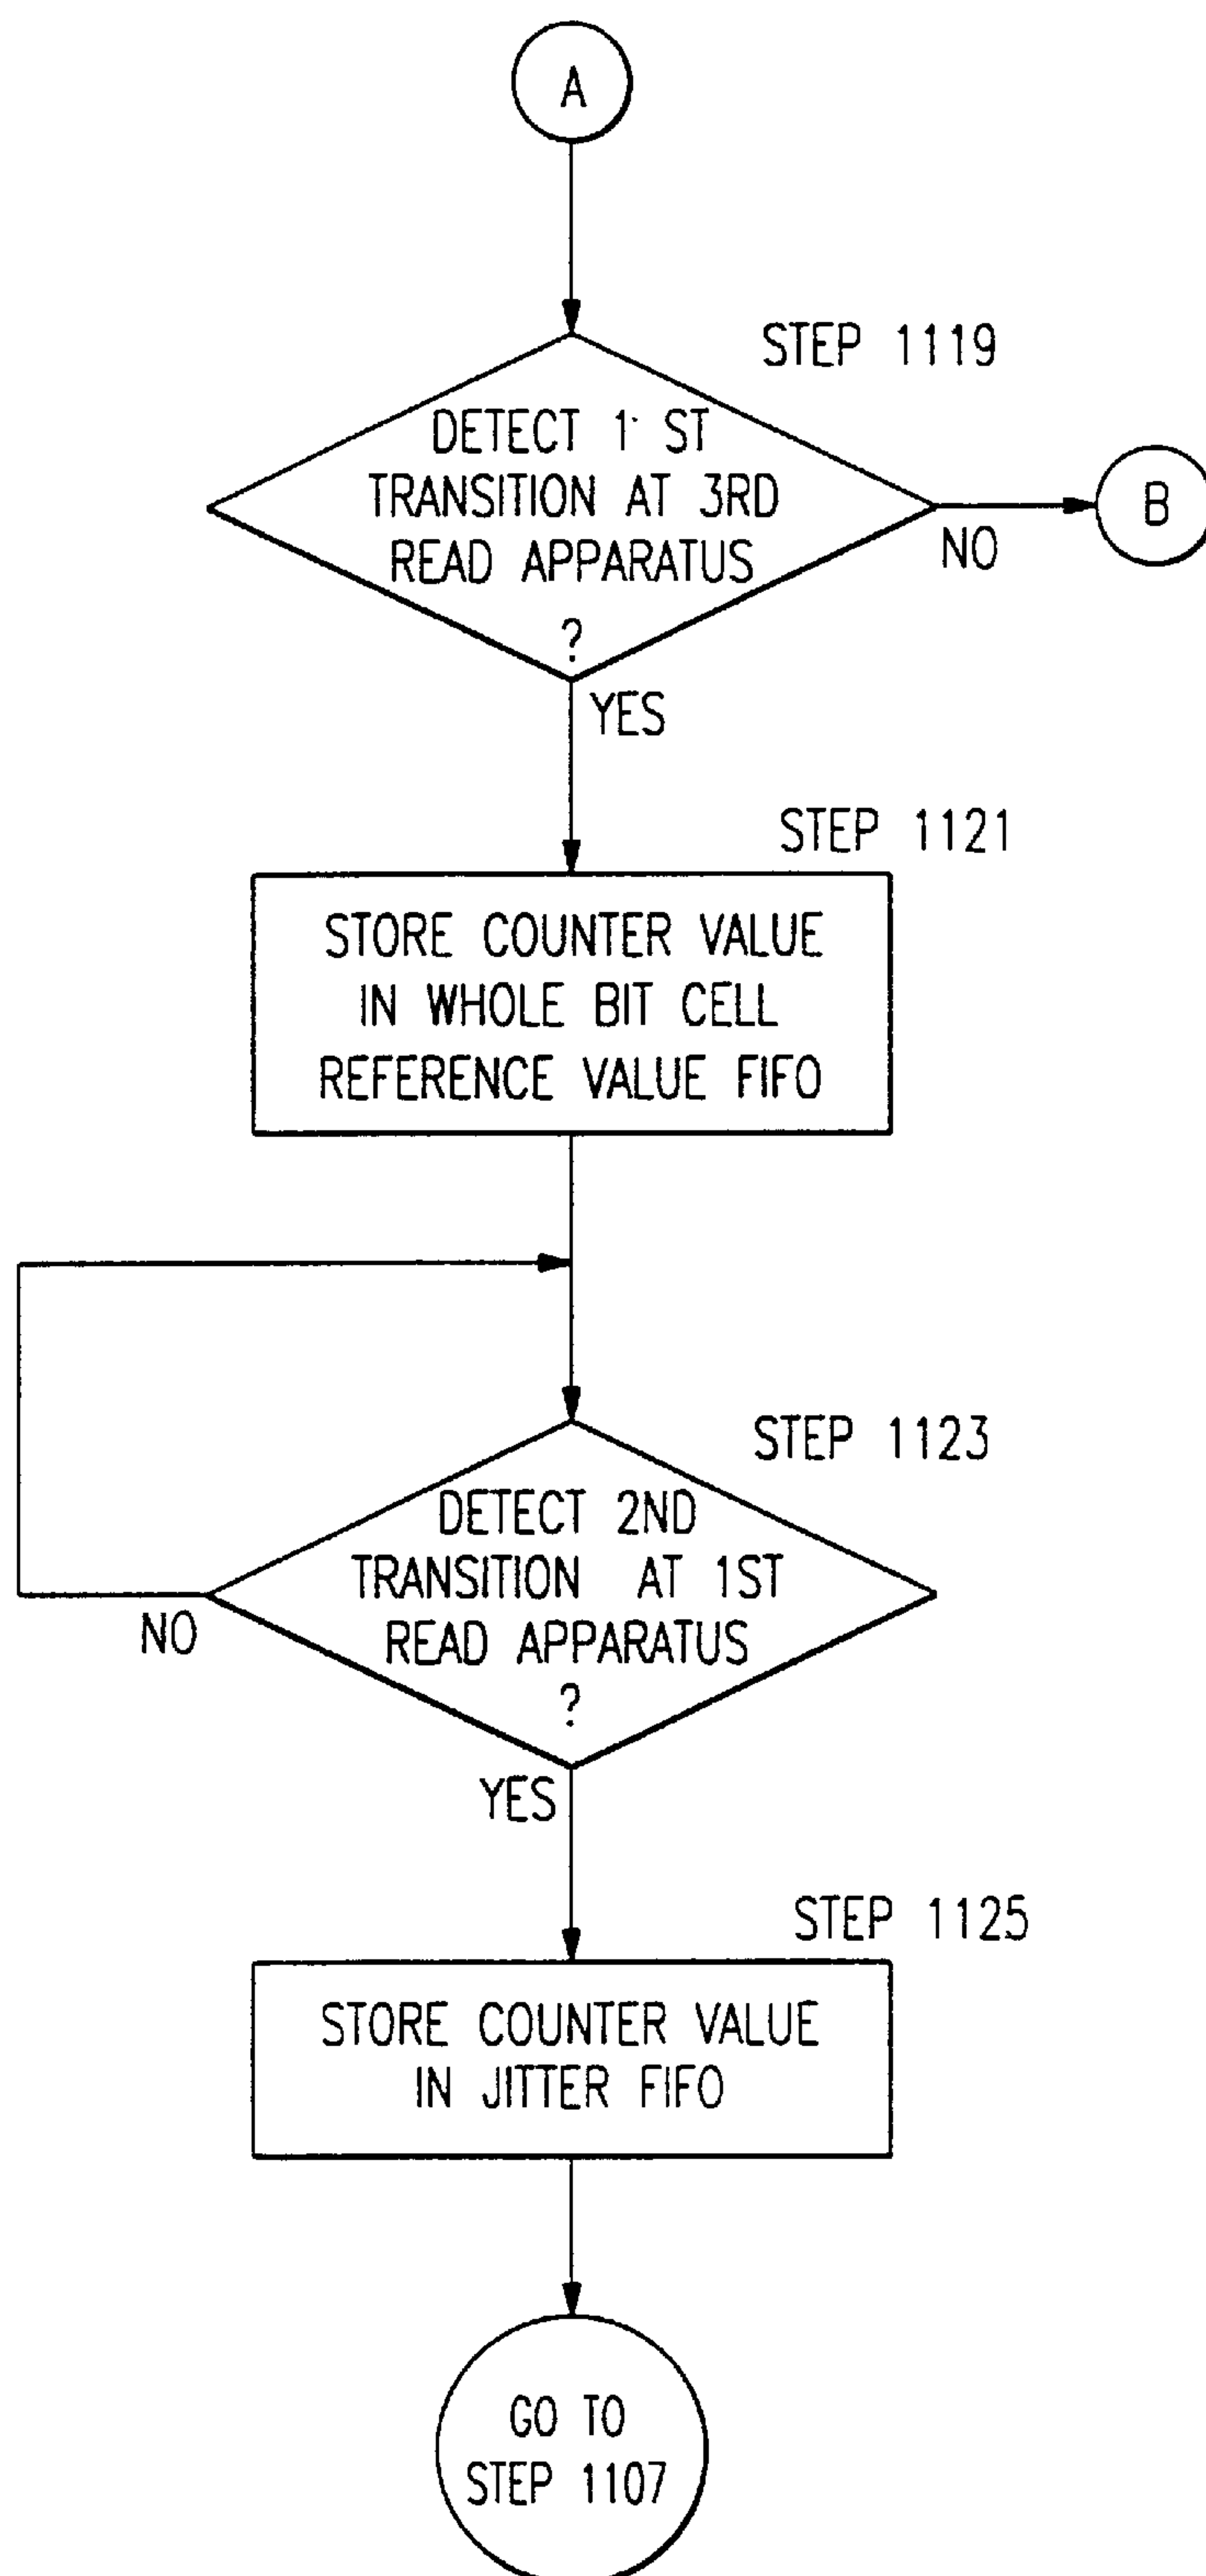 A
STEP 1119
DETECT 1 ST
TRANSITION AT 3RD
READ APPARATUS
?
B
NO
YES
STEP 1121
STORE COUNTER VALUE
IN WHOLE BIT CELL
REFERENCE VALUE FIFO
STEP 1123
DETECT 2ND
TRANSITION AT 1ST
READ APPARATUS
?
NO
YES
STEP 1125
STORE COUNTER VALUE
IN JITTER FIFO
GO TO
STEP 1107